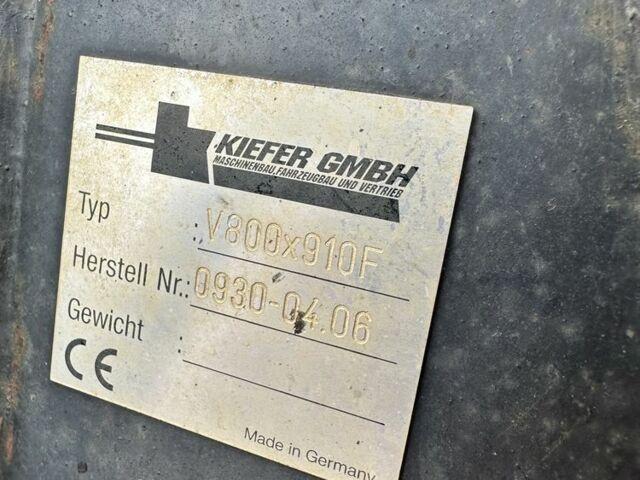 KIEFER GMBH
MASCHINENBAU, FAHRZEUGBAU UND VERTRIEB
Typ : V800x910F
Herstell Nr.: 0930-04.06
Gewicht :
CE
Made in Germany